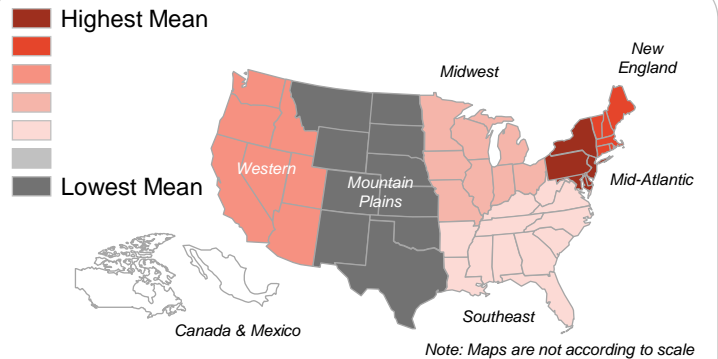 Highest Mean
New
England
Midwest
Western
Mountain
Plains
Lowest Mean
Mid-Atlantic
Southeast
Canada & Mexico
Note: Maps are not according to scale